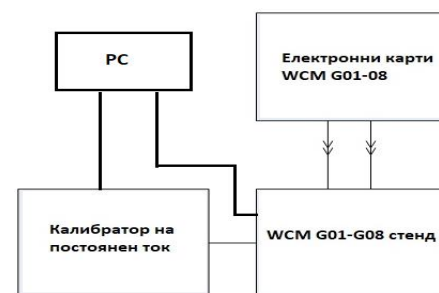 PC
Електронни карти
WCM G01-08
Калибратор на
постоянен ток
WCM G01-G08 стенд